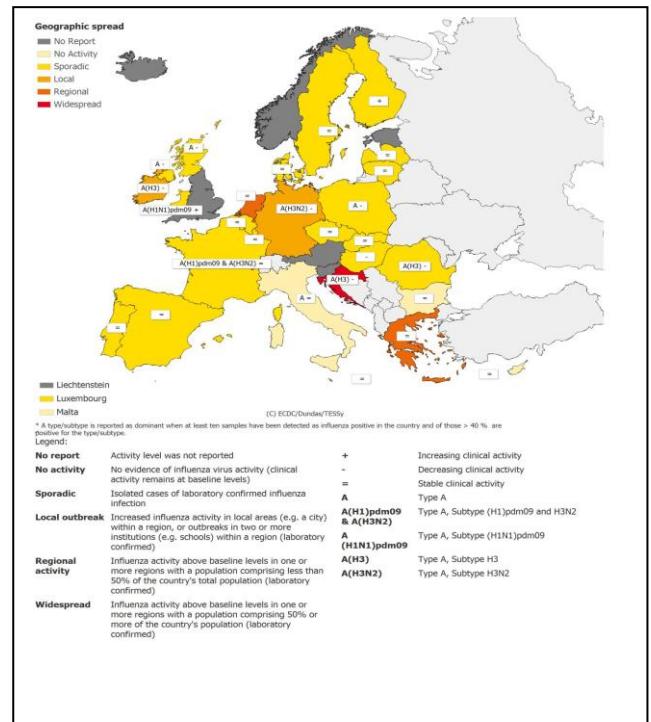 Geographic spread
No Report
No Activity
Sporadic
Local
Regional
Widespread
+
=
A -
A -
=
=
=
A(H3) -
=
A(H1N1)pdm09 +
A(H3N2) -
A -
=
=
=
=
-
A(H1)pdm09 & A(H3N2) =
A(H3) -
A(H3) -
A =
=
=
=
=
=
=
Liechtenstein
Luxembourg
Malta
(C) ECDC/Dundas/TESSy
* A type/subtype is reported as dominant when at least ten samples have been detected as influenza positive in the country and of those > 40 % are
positive for the type/subtype.
Legend:
No report Activity level was not reported + Increasing clinical activity
No activity No evidence of influenza virus activity (clinical - Decreasing clinical activity
activity remains at baseline levels) = Stable clinical activity
Sporadic Isolated cases of laboratory confirmed influenza A Type A
infection A(H1)pdm09 Type A, Subtype (H1)pdm09 and H3N2
& A(H3N2)
Local outbreak Increased influenza activity in local areas (e.g. a city) A Type A, Subtype (H1N1)pdm09
within a region, or outbreaks in two or more (H1N1)pdm09
institutions (e.g. schools) within a region (laboratory A(H3) Type A, Subtype H3
confirmed) A(H3N2) Type A, Subtype H3N2
Regional Influenza activity above baseline levels in one or
activity more regions with a population comprising less than
50% of the country's total population (laboratory
confirmed)
Widespread Influenza activity above baseline levels in one or
more regions with a population comprising 50% or
more of the country's population (laboratory
confirmed)